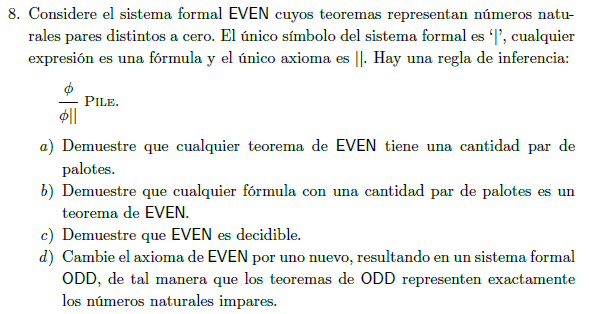 8. Considere el sistema formal EVEN cuyos teoremas representan números natu-
rales pares distintos a cero. El único símbolo del sistema formal es ‘|’, cualquier
expresión es una fórmula y el único axioma es ||. Hay una regla de inferencia:
ϕ
ϕ|| PILE.
a) Demuestre que cualquier teorema de EVEN tiene una cantidad par de
palotes.
b) Demuestre que cualquier fórmula con una cantidad par de palotes es un
teorema de EVEN.
c) Demuestre que EVEN es decidible.
d) Cambie el axioma de EVEN por uno nuevo, resultando en un sistema formal
ODD, de tal manera que los teoremas de ODD representen exactamente
los números naturales impares.